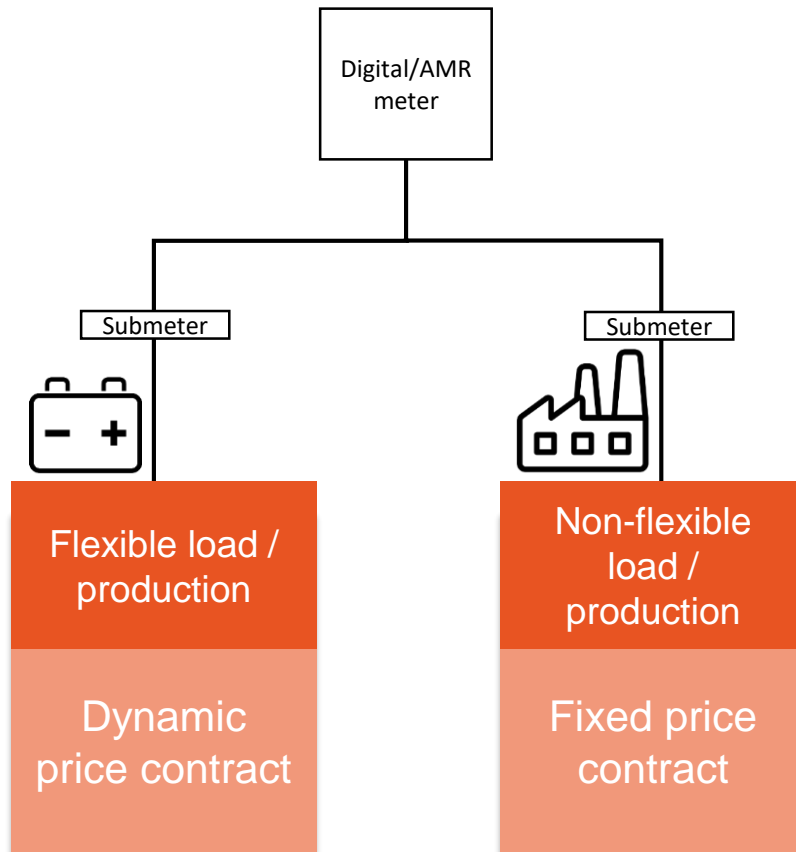 Digital/AMR
meter
Submeter
Submeter
Flexible load /
production
Non-flexible
load /
production
Dynamic
price contract
Fixed price
contract